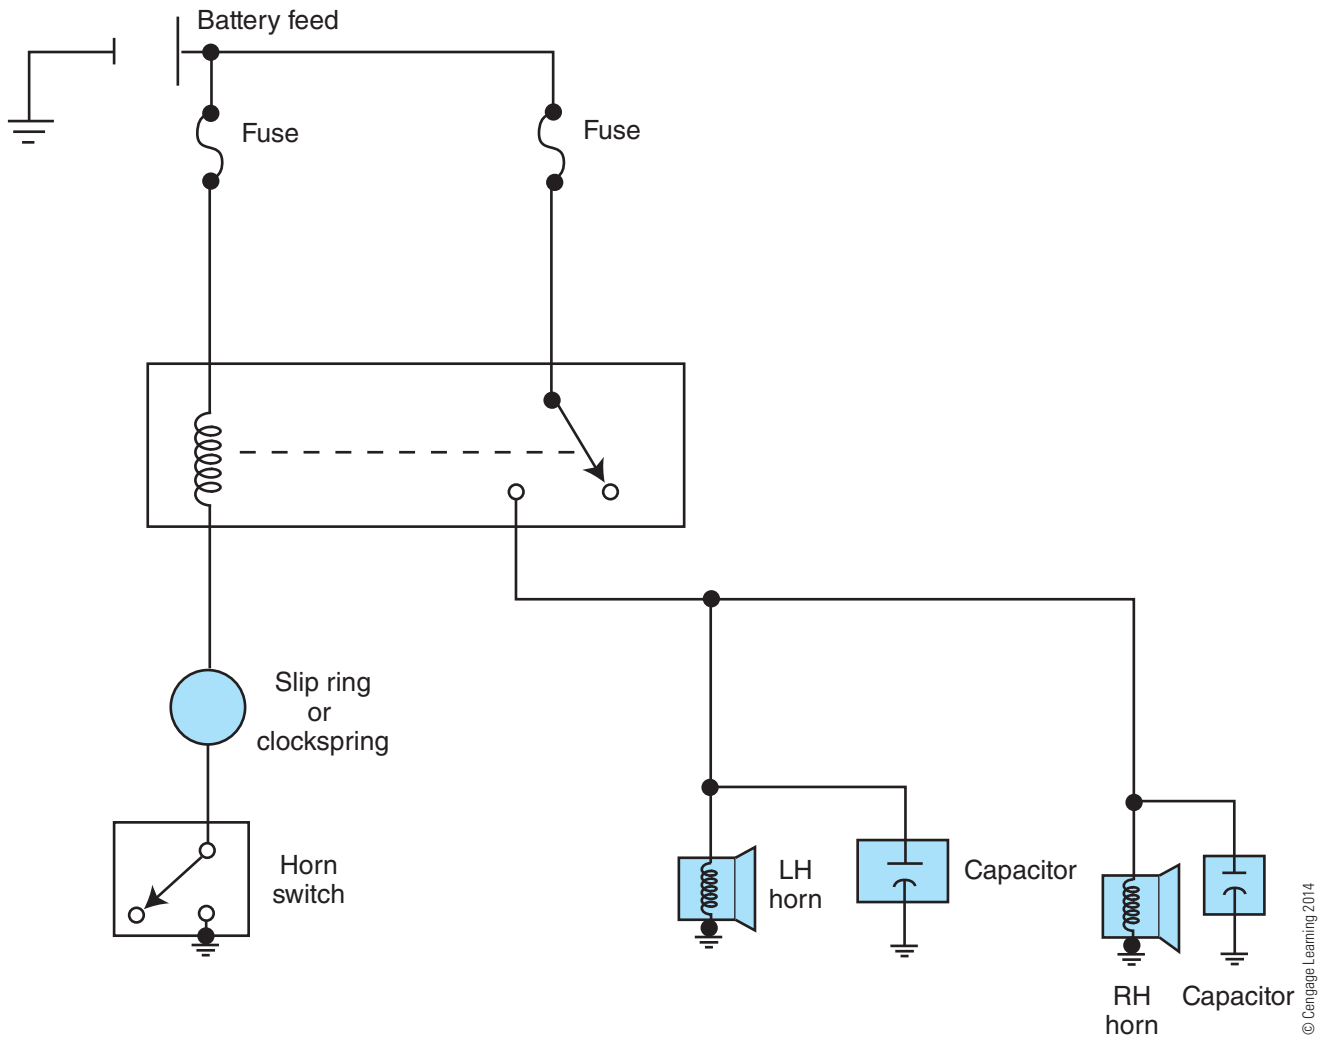 Battery feed
Fuse
Fuse
Slip ring
or
clockspring
Horn
switch
LH
horn
Capacitor
RH
horn
Capacitor
© Cengage Learning 2014